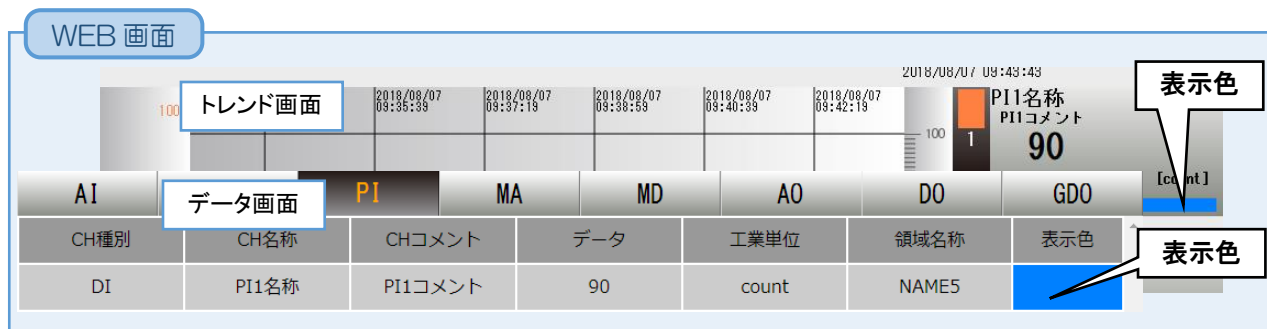 WEB 画面
2018/08/07 09:43:43
表示色
トレンド画面
100
2018/08/07
09:35:39
2018/08/07
09:37:19
2018/08/07
09:38:59
2018/08/07
09:40:39
2018/08/07
09:42:19
100
1
PI1名称
PI1コメント
90
[count]
AI PI MA MD AO DO GDO
データ画面
CH種別 CH名称 CHコメント データ 工業単位 領域名称 表示色
表示色
DI PI1名称 PI1コメント 90 count NAME5